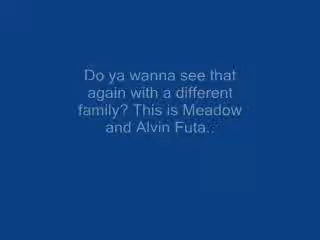 Do ya wanna see that
again with a different
family? This is Meadow
and Alvin Futa..